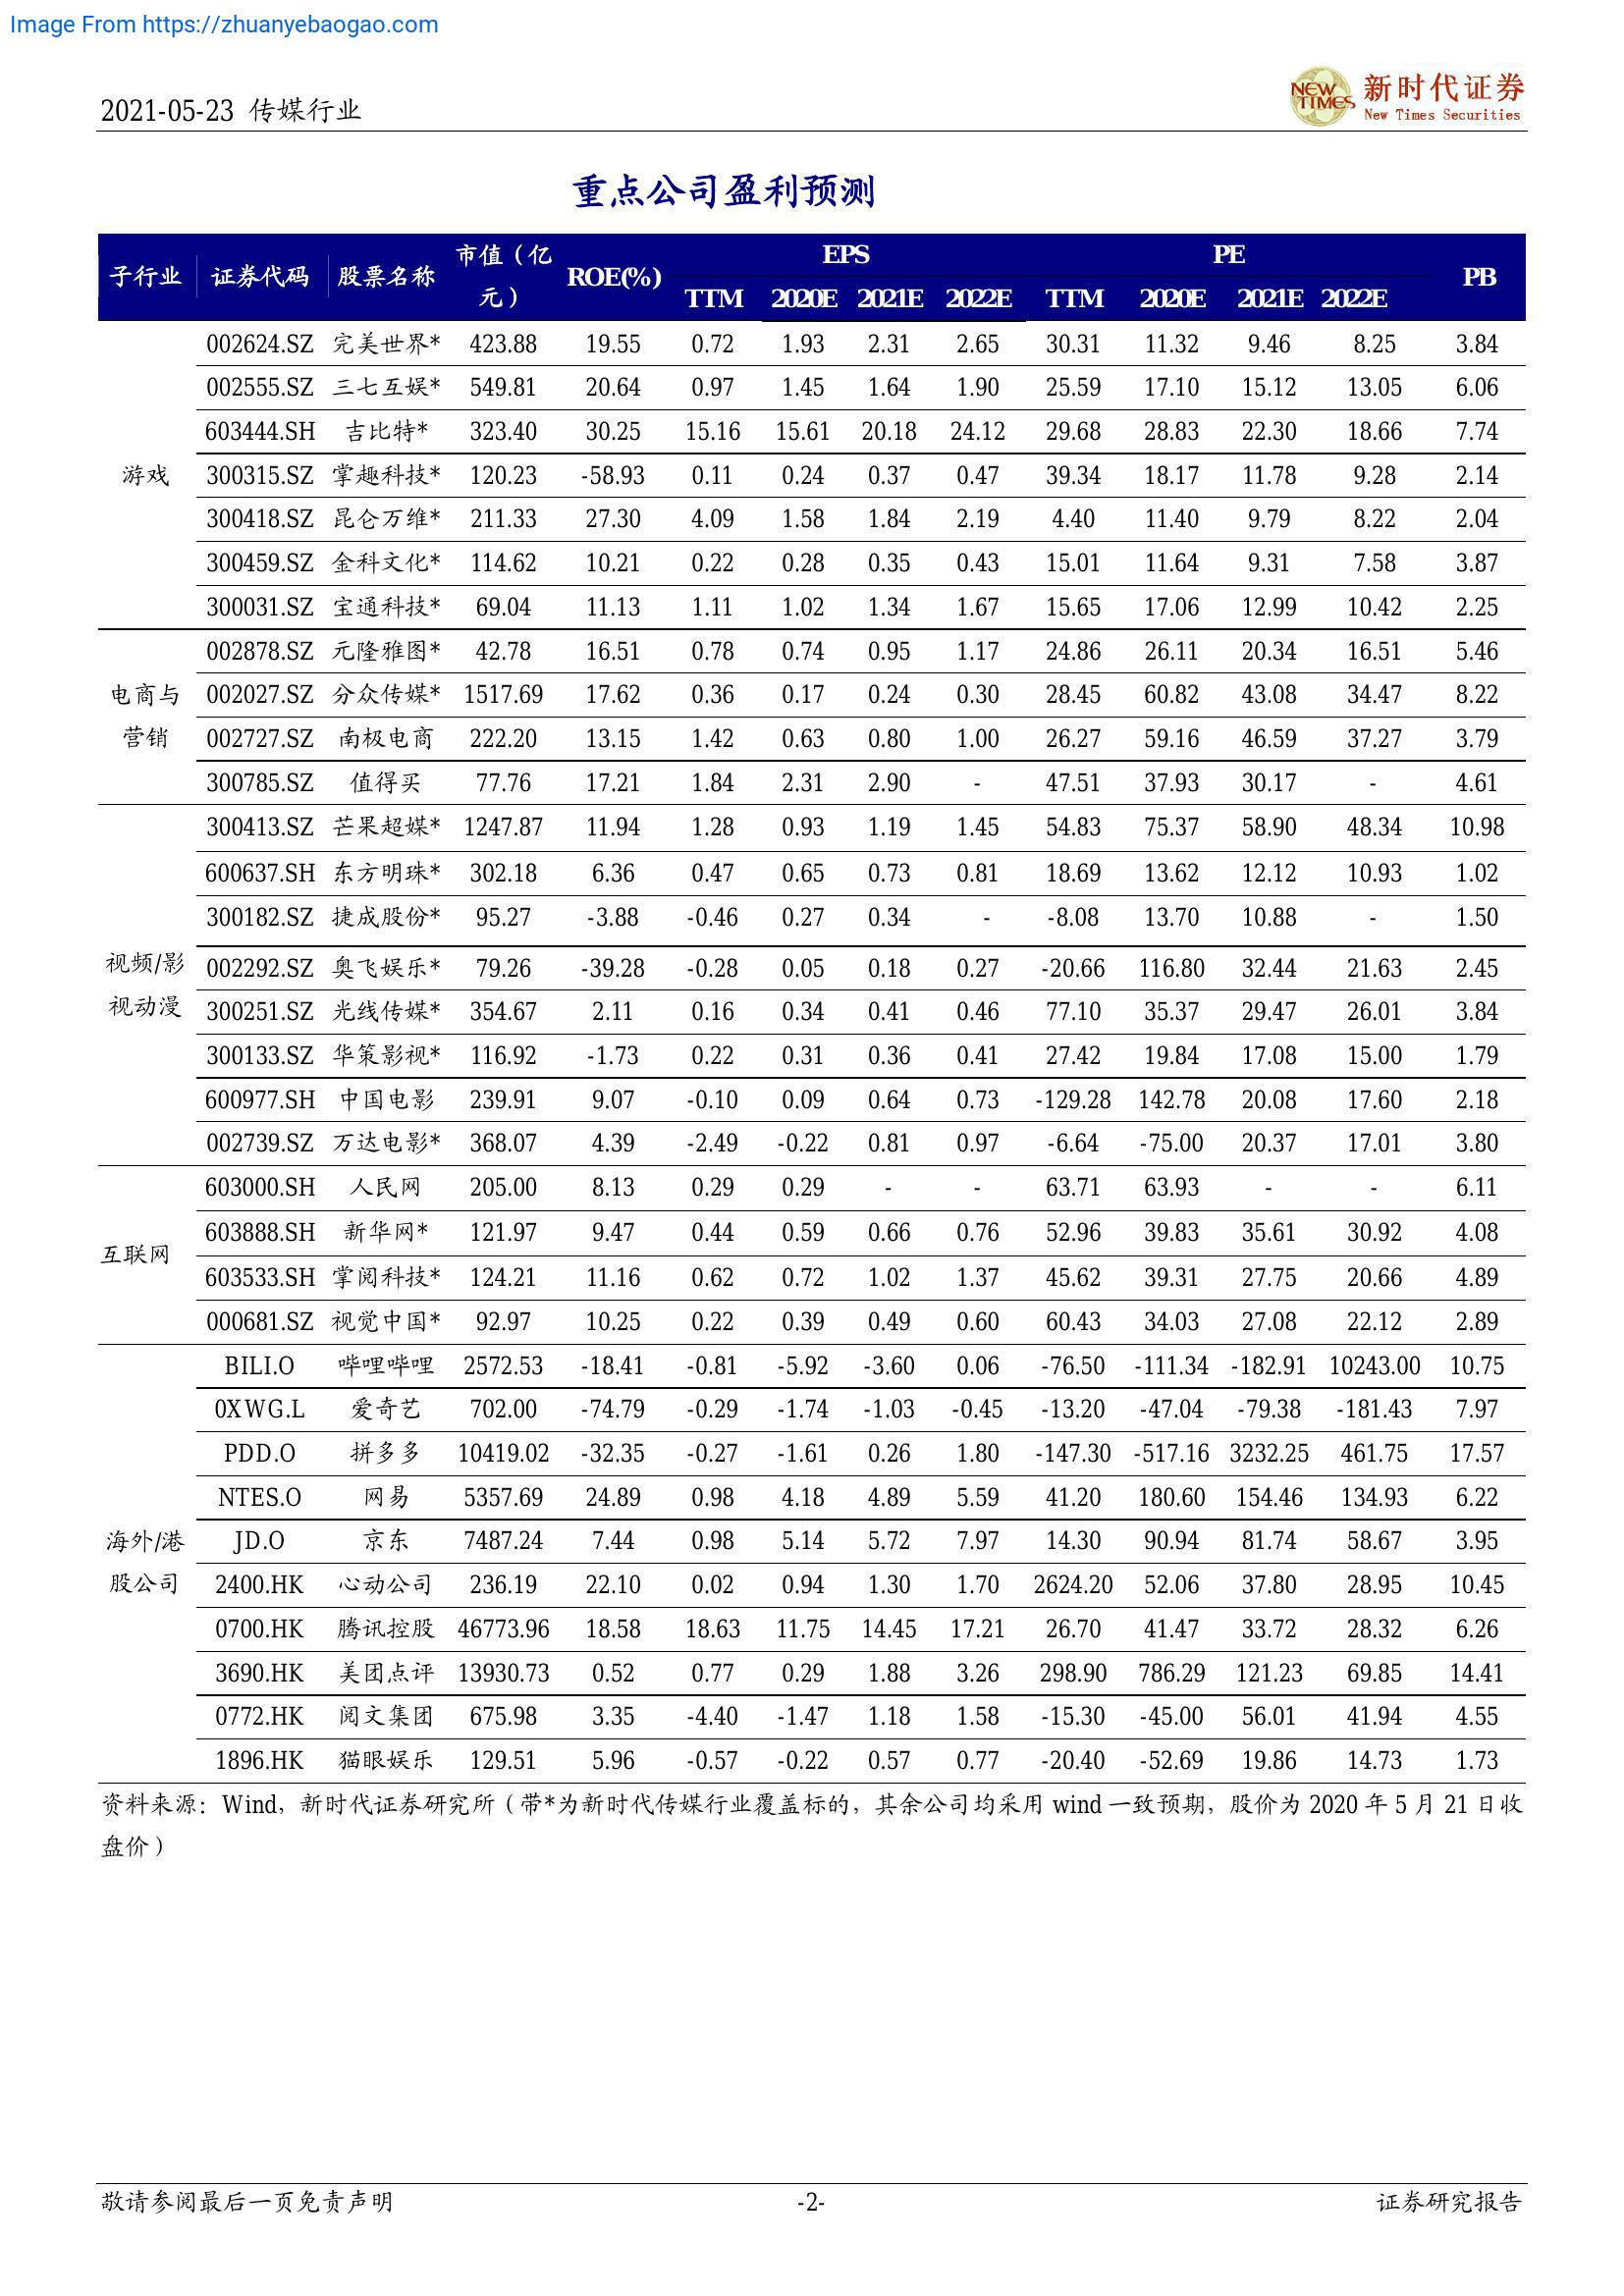 Image From https://zhuanyebaogao.com
2021-05-23 传媒行业
NEW TIMES 新时代证券
New Times Securities
重点公司盈利预测
子行业 证券代码 股票名称 市值（亿元） ROE(%) EPS PE PB
TTM 2020E 2021E 2022E TTM 2020E 2021E 2022E
游戏
002624.SZ 完美世界* 423.88 19.55 0.72 1.93 2.31 2.65 30.31 11.32 9.46 8.25 3.84
002555.SZ 三七互娱* 549.81 20.64 0.97 1.45 1.64 1.90 25.59 17.10 15.12 13.05 6.06
603444.SH 吉比特* 323.40 30.25 15.16 15.61 20.18 24.12 29.68 28.83 22.30 18.66 7.74
300315.SZ 掌趣科技* 120.23 -58.93 0.11 0.24 0.37 0.47 39.34 18.17 11.78 9.28 2.14
300418.SZ 昆仑万维* 211.33 27.30 4.09 1.58 1.84 2.19 4.40 11.40 9.79 8.22 2.04
300459.SZ 金科文化* 114.62 10.21 0.22 0.28 0.35 0.43 15.01 11.64 9.31 7.58 3.87
300031.SZ 宝通科技* 69.04 11.13 1.11 1.02 1.34 1.67 15.65 17.06 12.99 10.42 2.25
电商与
营销
002878.SZ 元隆雅图* 42.78 16.51 0.78 0.74 0.95 1.17 24.86 26.11 20.34 16.51 5.46
002027.SZ 分众传媒* 1517.69 17.62 0.36 0.17 0.24 0.30 28.45 60.82 43.08 34.47 8.22
002727.SZ 南极电商 222.20 13.15 1.42 0.63 0.80 1.00 26.27 59.16 46.59 37.27 3.79
300785.SZ 值得买 77.76 17.21 1.84 2.31 2.90 - 47.51 37.93 30.17 - 4.61
视频/影
视动漫
300413.SZ 芒果超媒* 1247.87 11.94 1.28 0.93 1.19 1.45 54.83 75.37 58.90 48.34 10.98
600637.SH 东方明珠* 302.18 6.36 0.47 0.65 0.73 0.81 18.69 13.62 12.12 10.93 1.02
300182.SZ 捷成股份* 95.27 -3.88 -0.46 0.27 0.34 - -8.08 13.70 10.88 - 1.50
002292.SZ 奥飞娱乐* 79.26 -39.28 -0.28 0.05 0.18 0.27 -20.66 116.80 32.44 21.63 2.45
300251.SZ 光线传媒* 354.67 2.11 0.16 0.34 0.41 0.46 77.10 35.37 29.47 26.01 3.84
300133.SZ 华策影视* 116.92 -1.73 0.22 0.31 0.36 0.41 27.42 19.84 17.08 15.00 1.79
600977.SH 中国电影 239.91 9.07 -0.10 0.09 0.64 0.73 -129.28 142.78 20.08 17.60 2.18
002739.SZ 万达电影* 368.07 4.39 -2.49 -0.22 0.81 0.97 -6.64 -75.00 20.37 17.01 3.80
互联网
603000.SH 人民网 205.00 8.13 0.29 0.29 - - 63.71 63.93 - - 6.11
603888.SH 新华网* 121.97 9.47 0.44 0.59 0.66 0.76 52.96 39.83 35.61 30.92 4.08
603533.SH 掌阅科技* 124.21 11.16 0.62 0.72 1.02 1.37 45.62 39.31 27.75 20.66 4.89
000681.SZ 视觉中国* 92.97 10.25 0.22 0.39 0.49 0.60 60.43 34.03 27.08 22.12 2.89
海外/港
股公司
BILI.O 哔哩哔哩 2572.53 -18.41 -0.81 -5.92 -3.60 0.06 -76.50 -111.34 -182.91 10243.00 10.75
0XWG.L 爱奇艺 702.00 -74.79 -0.29 -1.74 -1.03 -0.45 -13.20 -47.04 -79.38 -181.43 7.97
PDD.O 拼多多 10419.02 -32.35 -0.27 -1.61 0.26 1.80 -147.30 -517.16 3232.25 461.75 17.57
NTES.O 网易 5357.69 24.89 0.98 4.18 4.89 5.59 41.20 180.60 154.46 134.93 6.22
JD.O 京东 7487.24 7.44 0.98 5.14 5.72 7.97 14.30 90.94 81.74 58.67 3.95
2400.HK 心动公司 236.19 22.10 0.02 0.94 1.30 1.70 2624.20 52.06 37.80 28.95 10.45
0700.HK 腾讯控股 46773.96 18.58 18.63 11.75 14.45 17.21 26.70 41.47 33.72 28.32 6.26
3690.HK 美团点评 13930.73 0.52 0.77 0.29 1.88 3.26 298.90 786.29 121.23 69.85 14.41
0772.HK 阅文集团 675.98 3.35 -4.40 -1.47 1.18 1.58 -15.30 -45.00 56.01 41.94 4.55
1896.HK 猫眼娱乐 129.51 5.96 -0.57 -0.22 0.57 0.77 -20.40 -52.69 19.86 14.73 1.73
资料来源：Wind，新时代证券研究所（带*为新时代传媒行业覆盖标的，其余公司均采用 wind 一致预期，股价为 2020 年 5 月 21 日收
盘价）
敬请参阅最后一页免责声明 -2- 证券研究报告